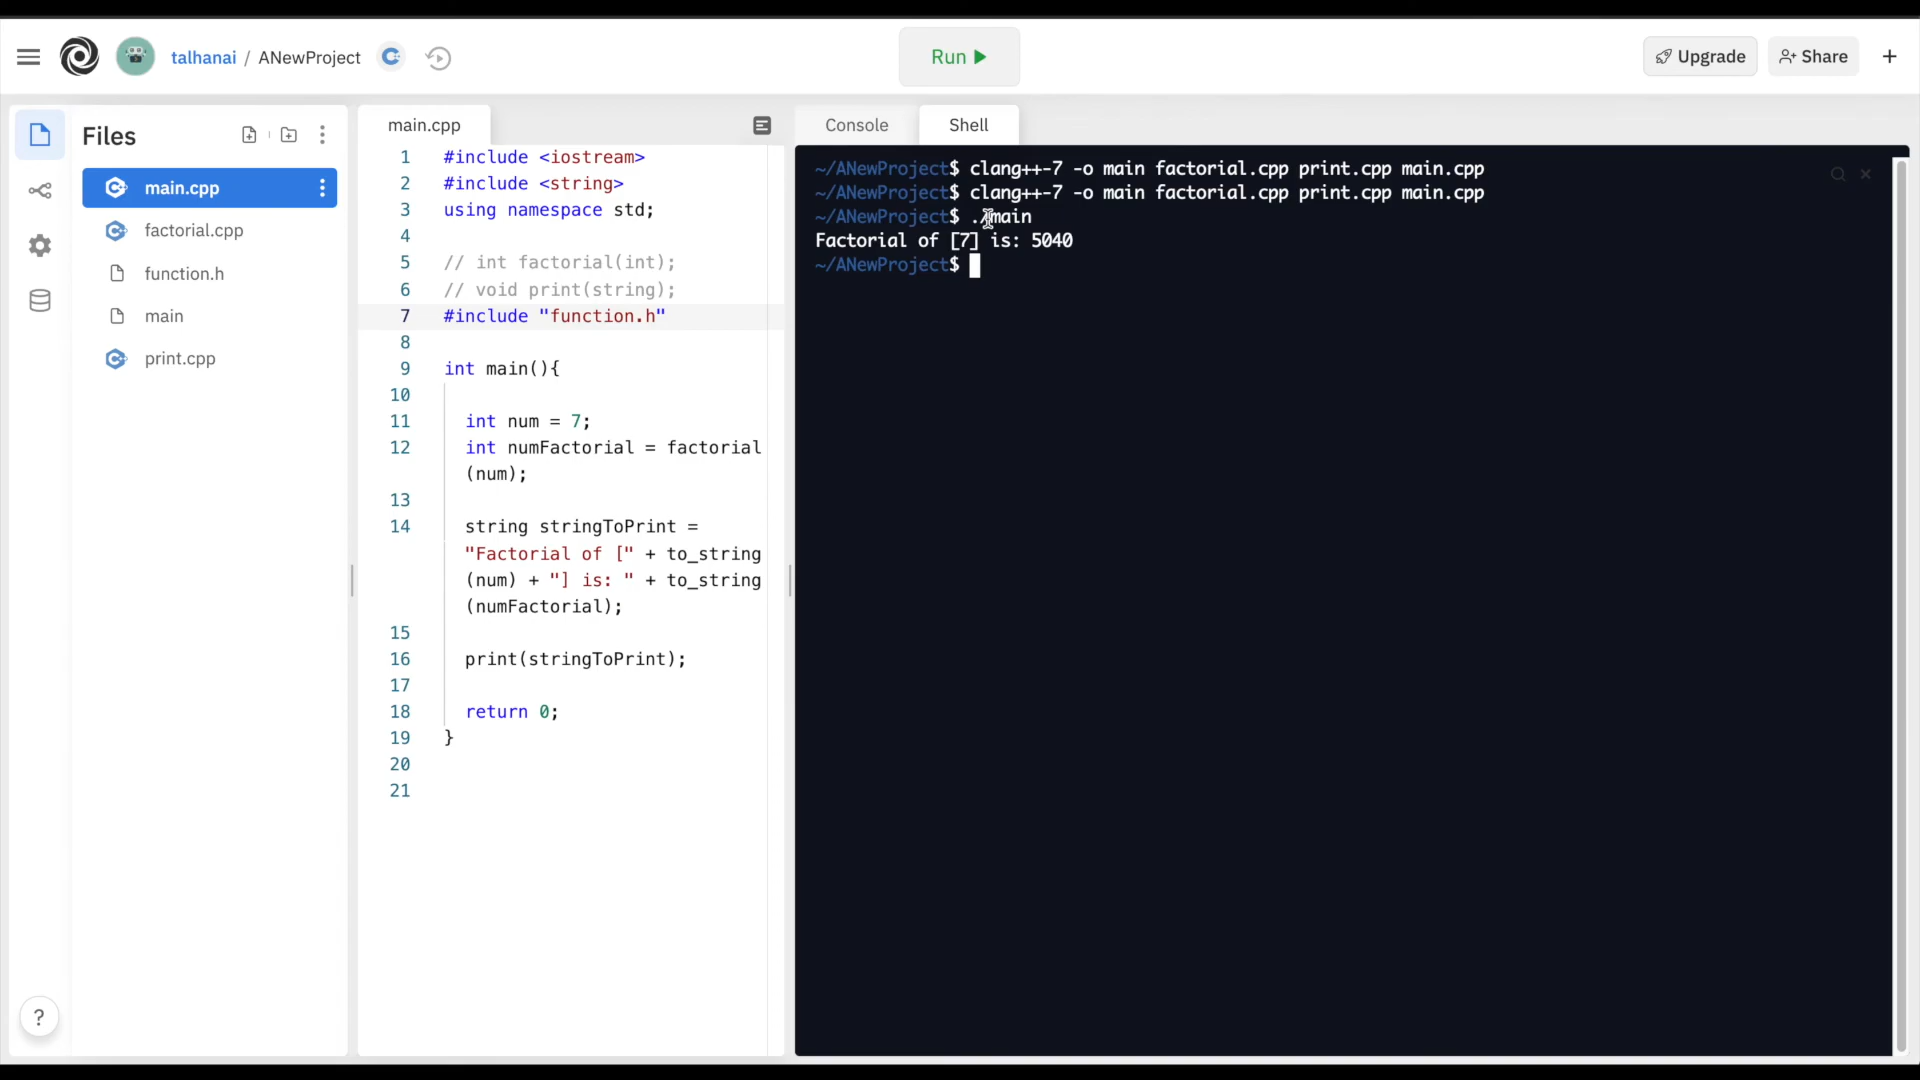 talhanai / ANewProject
Run
Upgrade
Share
Files
main.cpp
factorial.cpp
function.h
main
print.cpp
?
main.cpp
1 #include <iostream>
2 #include <string>
3 using namespace std;
4
5 // int factorial(int);
6 // void print(string);
7 #include "function.h"
8
9 int main(){
10
11 int num = 7;
12 int numFactorial = factorial
(num);
13
14 string stringToPrint =
"Factorial of [" + to_string
(num) + "] is: " + to_string
(numFactorial);
15
16 print(stringToPrint);
17
18 return 0;
19 }
20
21
Console
Shell
~/ANewProject$ clang++-7 -o main factorial.cpp print.cpp main.cpp
~/ANewProject$ clang++-7 -o main factorial.cpp print.cpp main.cpp
~/ANewProject$ ./main
Factorial of [7] is: 5040
~/ANewProject$